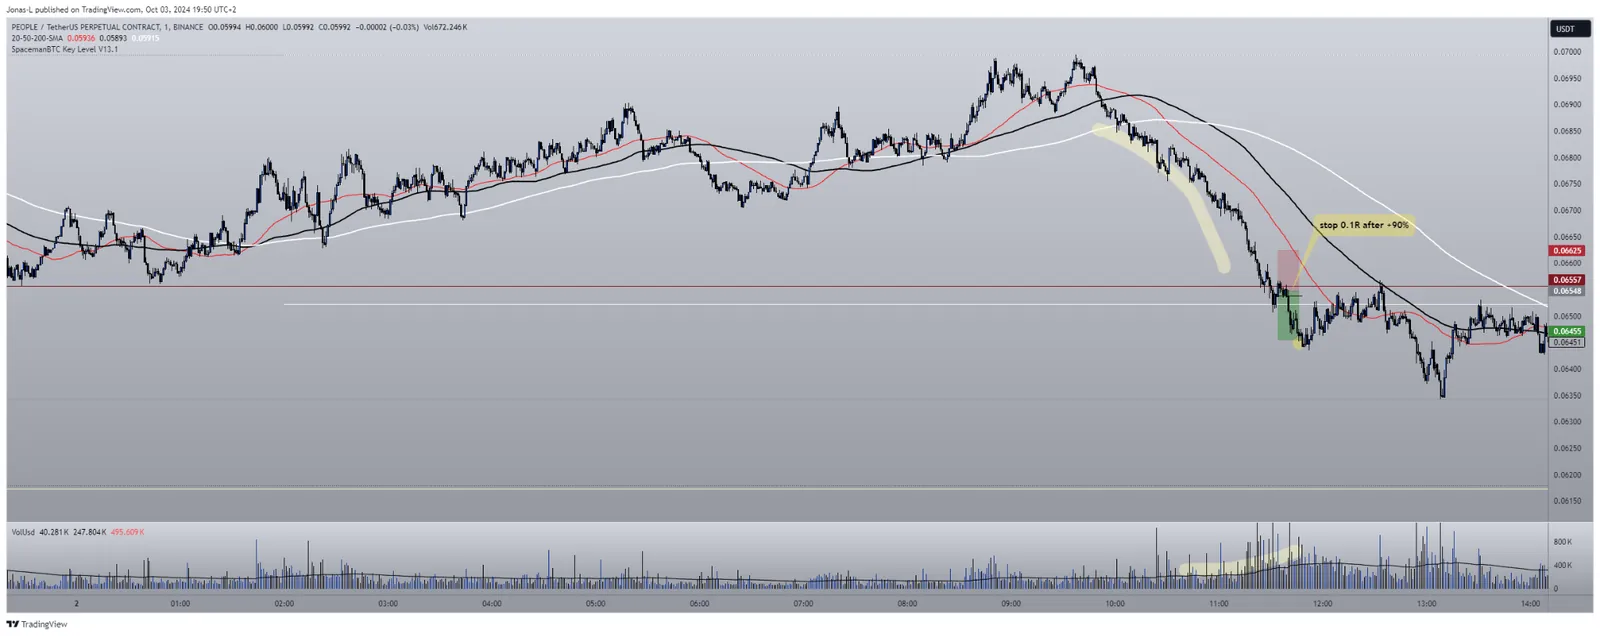 Jonas-L published on TradingView.com, Oct 03, 2024 19:50 UTC+2
PEOPLE / TetherUS PERPETUAL CONTRACT, 1, BINANCE O0.05994 H0.06000 L0.05992 C0.05992 −0.00002 (−0.03%) Vol672.246K
20-50-200-SMA 0.05936 0.05893 0.05915
SpacemanBTC Key Level V13.1
USDT
0.07000
0.06950
0.06900
0.06850
0.06800
0.06750
0.06700
0.06650
stop 0.1R after +90%
0.06625
0.06600
0.06557
0.06548
0.06500
0.06455
0.06451
0.06400
0.06350
0.06300
0.06250
0.06200
0.06150
VolUsd 40.281K 247.804K 495.609K
800K
400K
0
2 01:00 02:00 03:00 04:00 05:00 06:00 07:00 08:00 09:00 10:00 11:00 12:00 13:00 14:00
TradingView